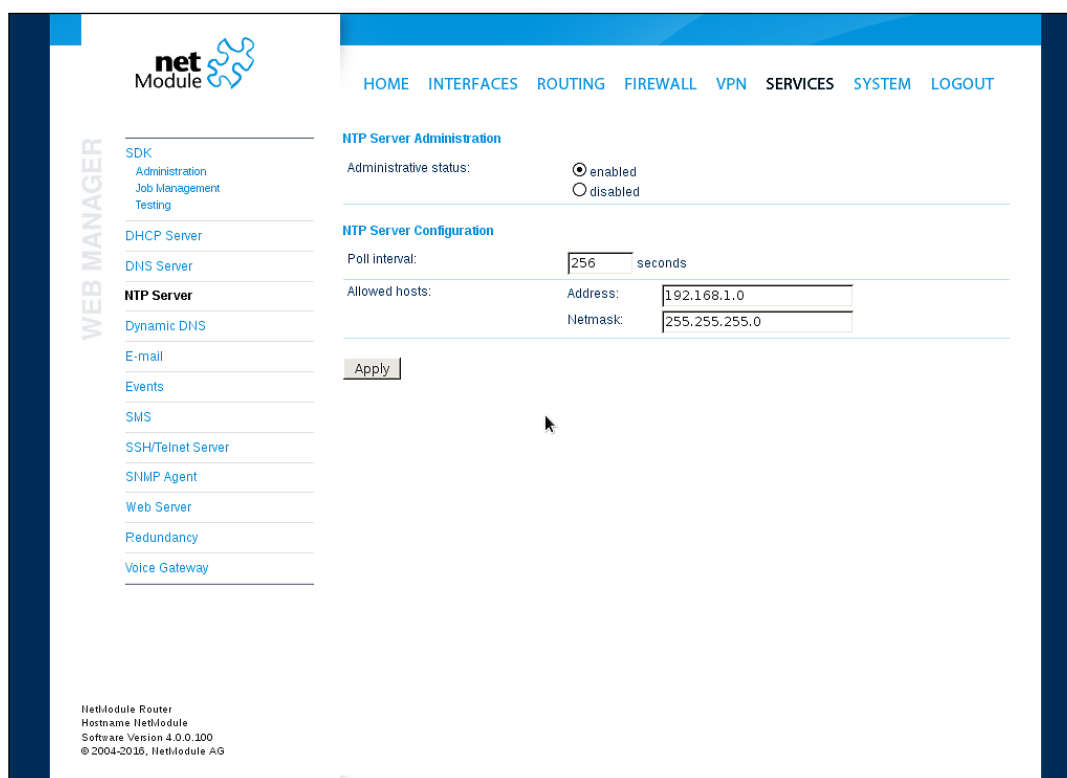 net
Module
HOME INTERFACES ROUTING FIREWALL VPN SERVICES SYSTEM LOGOUT
WEB MANAGER
SDK
Administration
Job Management
Testing
DHCP Server
DNS Server
NTP Server
Dynamic DNS
E-mail
Events
SMS
SSH/Telnet Server
SNMP Agent
Web Server
Redundancy
Voice Gateway
NTP Server Administration
Administrative status: enabled
disabled
NTP Server Configuration
Poll interval: 256 seconds
Allowed hosts: Address: 192.168.1.0
Netmask: 255.255.255.0
Apply
NetModule Router
Hostname NetModule
Software Version 4.0.0.100
© 2004-2016, NetModule AG